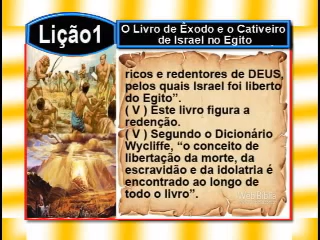 Lição1
O Livro de Êxodo e o Cativeiro
de Israel no Egito
ricos e redentores de DEUS,
pelos quais Israel foi liberto
do Egito”.
( V ) Este livro figura a
redenção.
( V ) Segundo o Dicionário
Wycliffe, “o conceito de
libertação da morte, da
escravidão e da idolatria é
encontrado ao longo de
todo o livro”.